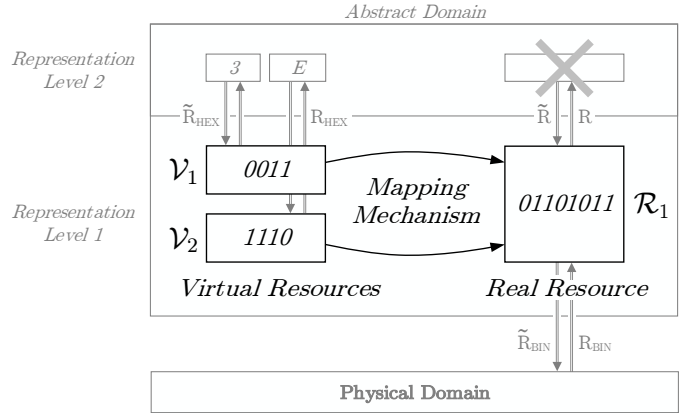 Abstract Domain
Representation
Level 2
3
E
R̃HEX
RHEX
R̃
R
Representation
Level 1
𝒱1
0011
Mapping
Mechanism
01101011
ℛ1
𝒱2
1110
Virtual Resources
Real Resource
R̃BIN
RBIN
Physical Domain